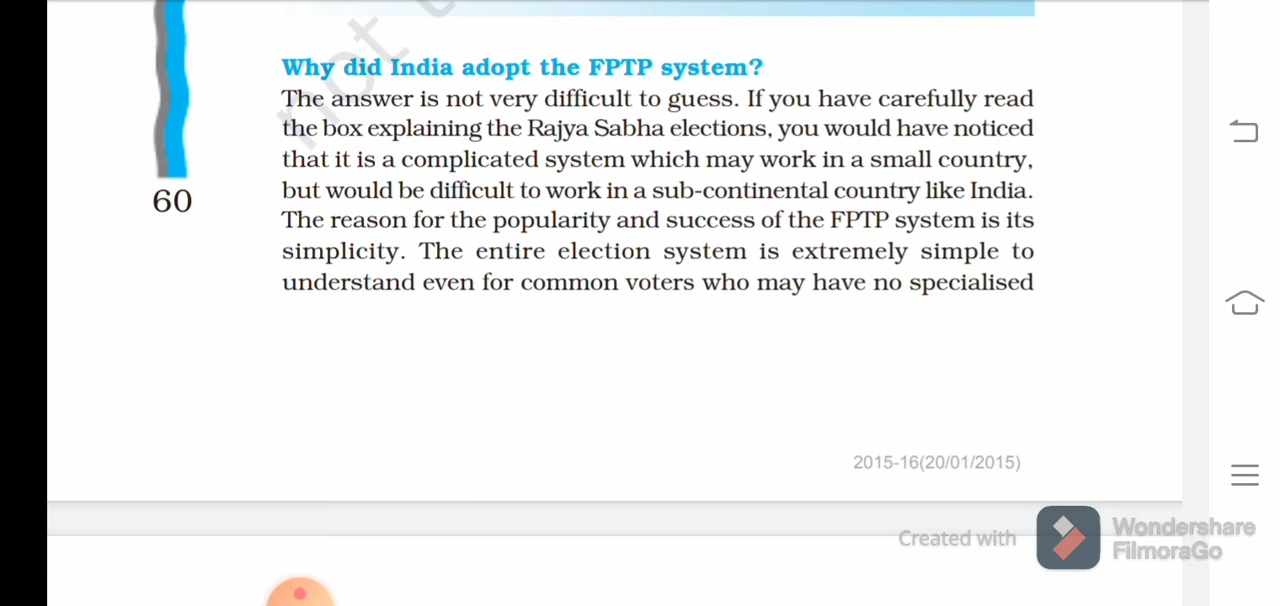 not
Why did India adopt the FPTP system?
The answer is not very difficult to guess. If you have carefully read
the box explaining the Rajya Sabha elections, you would have noticed
that it is a complicated system which may work in a small country,
but would be difficult to work in a sub-continental country like India.
60
The reason for the popularity and success of the FPTP system is its
simplicity. The entire election system is extremely simple to
understand even for common voters who may have no specialised
2015-16(20/01/2015)
Created with
Wondershare
FilmoraGo